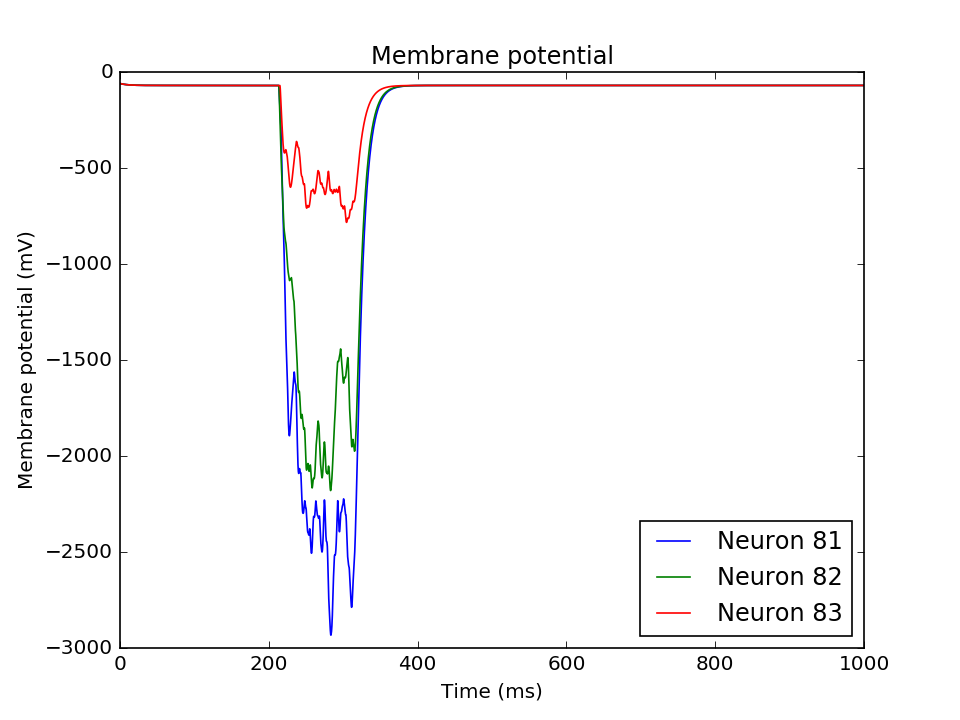 Membrane potential
Membrane potential (mV)
0
−500
−1000
−1500
−2000
−2500
−3000
0 200 400 600 800 1000
Time (ms)
Neuron 81
Neuron 82
Neuron 83